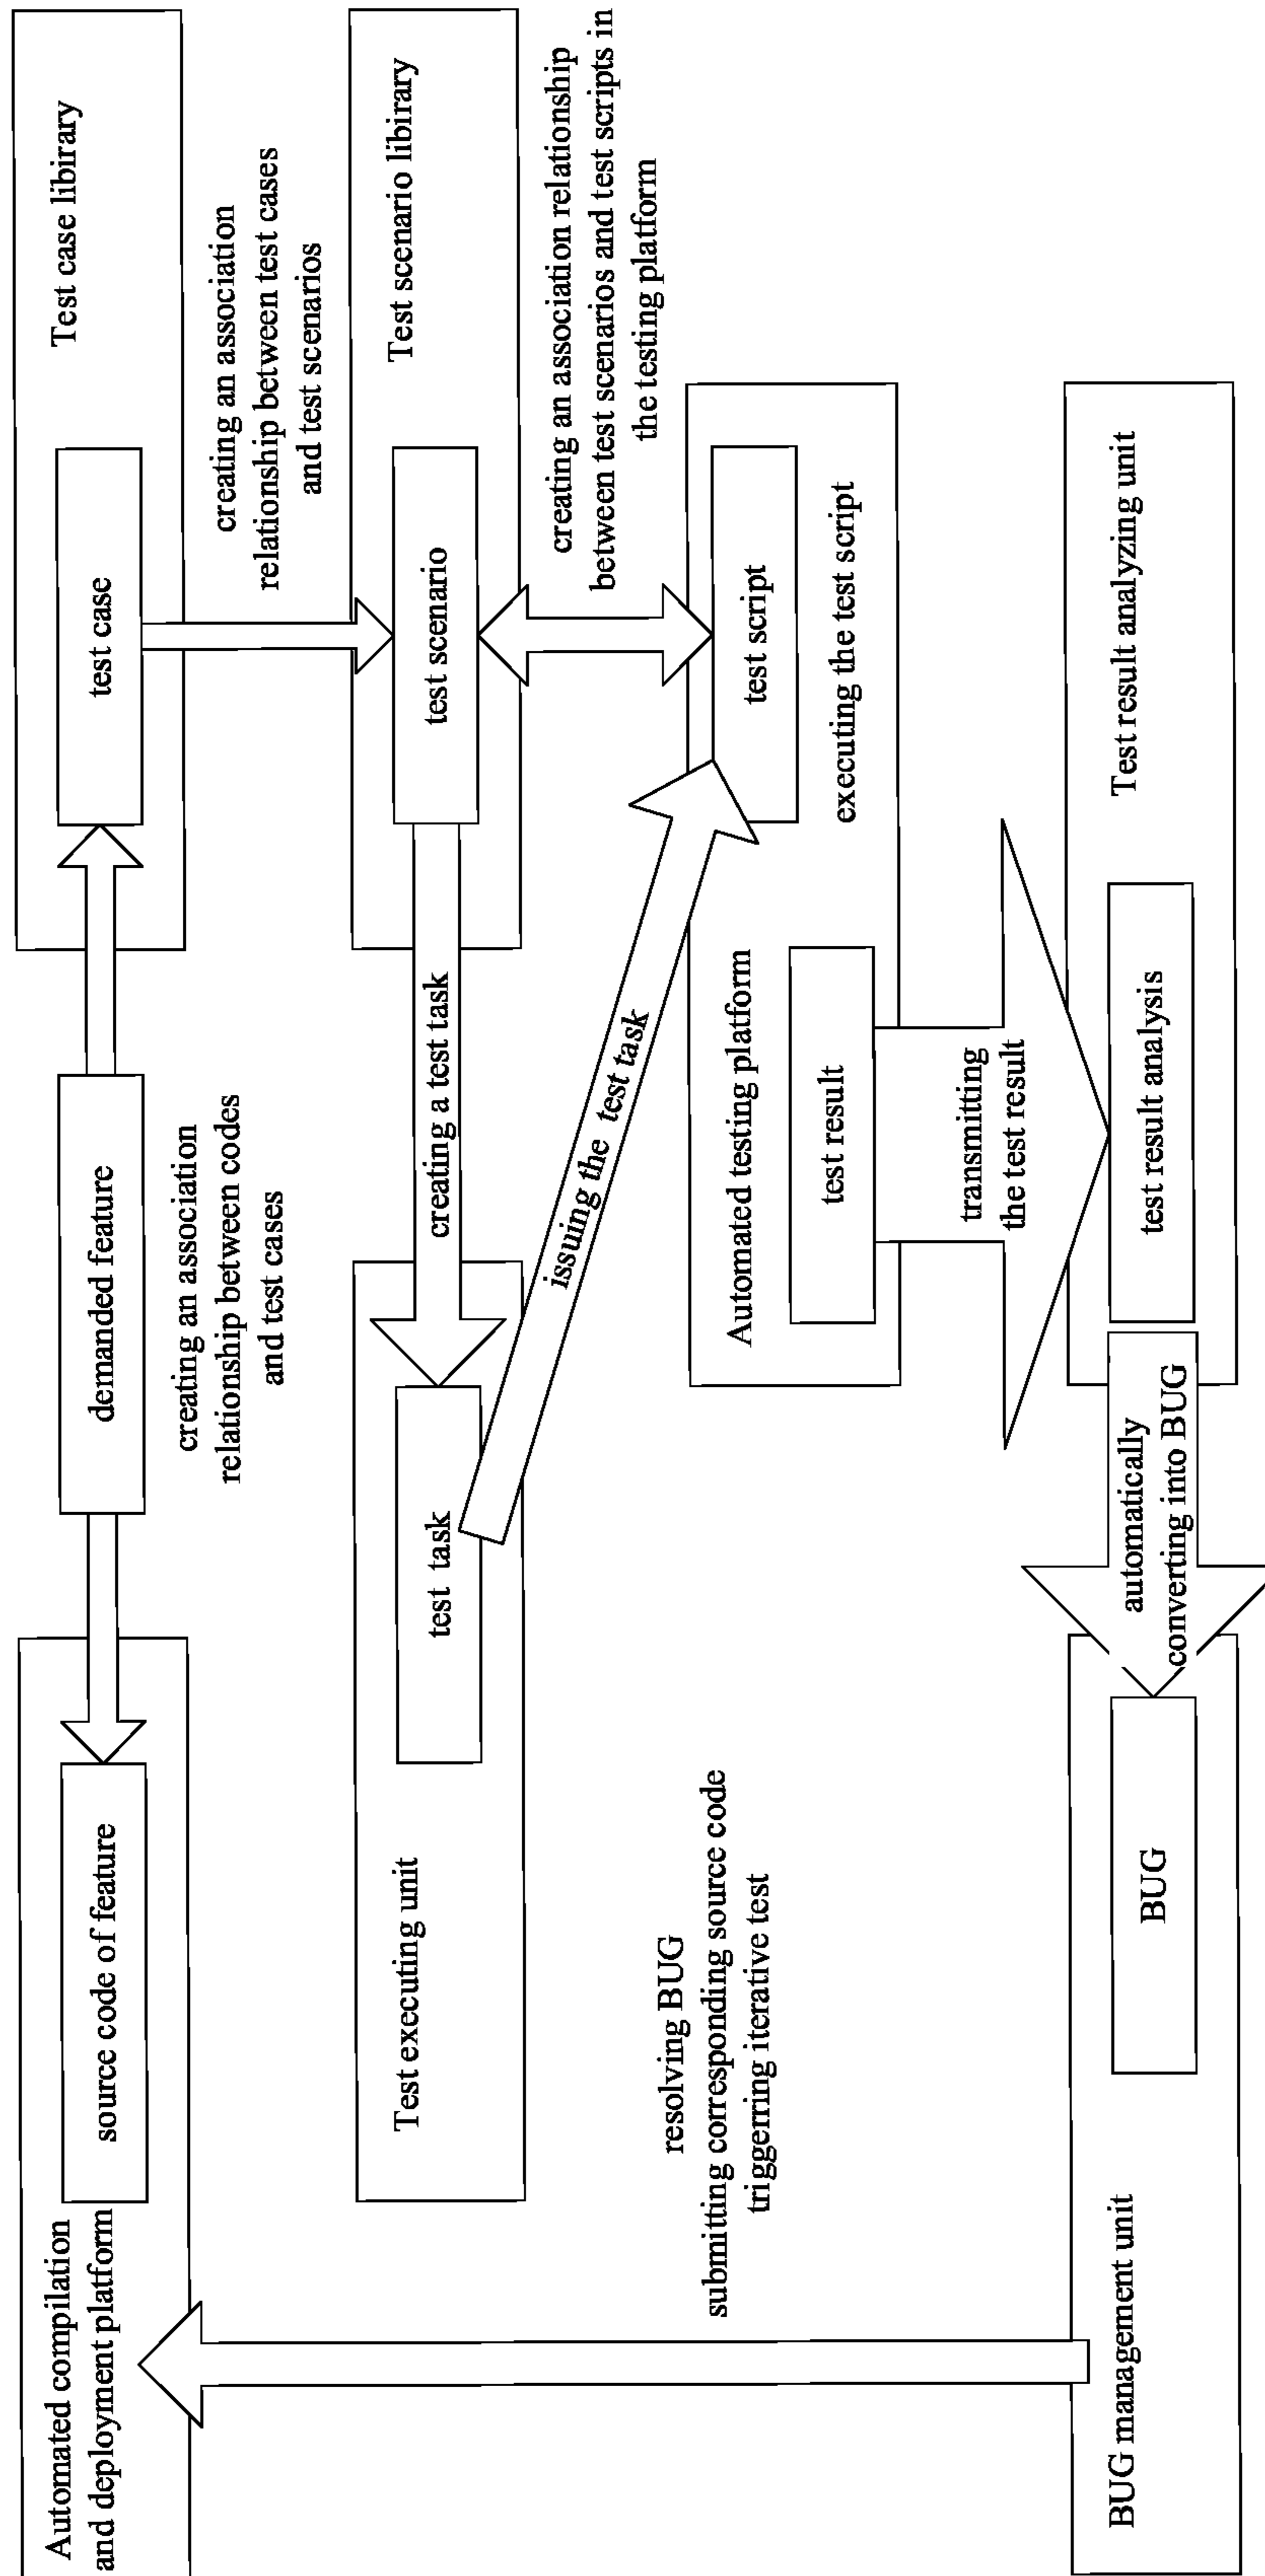 Automated compilation
and deployment platform
source code of feature
demanded feature
test case
Test case libirary
creating an association
relationship between codes
and test cases
creating an association
relationship between test cases
and test scenarios
Test executing unit
test task
creating a test task
test scenario
Test scenario libirary
issuing the test task
creating an association relationship
between test scenarios and test scripts in
the testing platform
resolving BUG
submitting corresponding source code
triggerring iterative test
Automated testing platform
test script
test result
executing the test script
transmitting
the test result
BUG management unit
BUG
automatically
converting into BUG
test result analysis
Test result analyzing unit